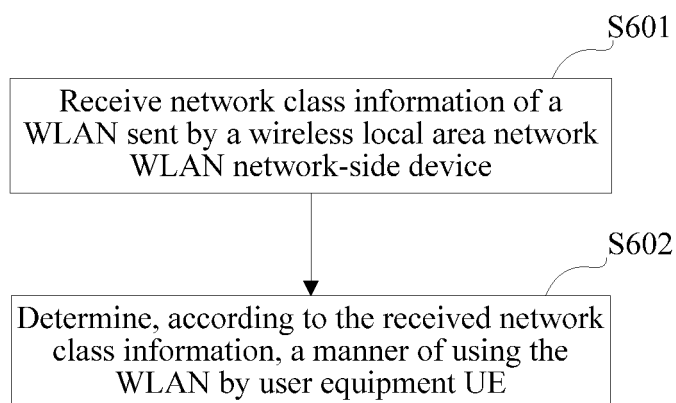 S601
Receive network class information of a
WLAN sent by a wireless local area network
WLAN network-side device
S602
Determine, according to the received network
class information, a manner of using the
WLAN by user equipment UE